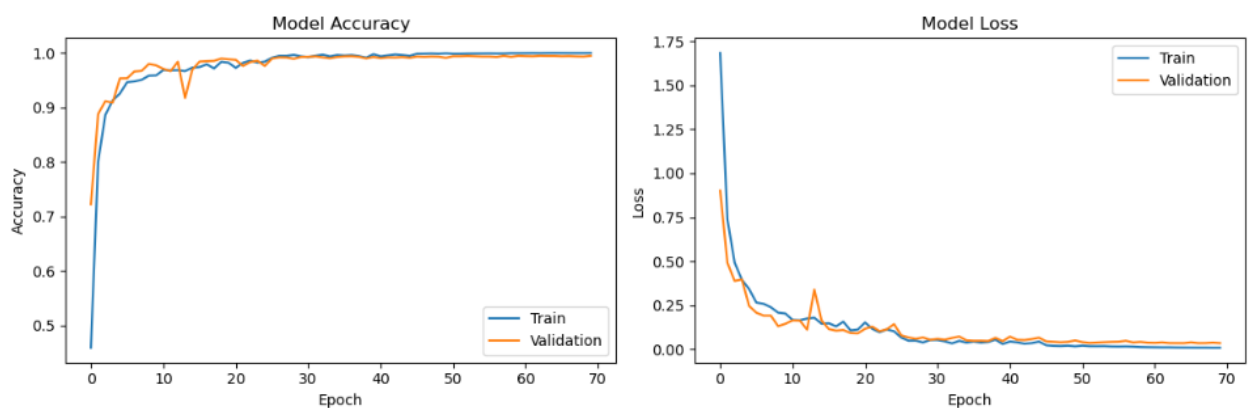 Model Accuracy
1.0
0.9
0.8
0.7
0.6
0.5
Accuracy
Train
Validation
0 10 20 30 40 50 60 70
Epoch
Model Loss
1.75
1.50
1.25
1.00
0.75
0.50
0.25
0.00
Loss
Train
Validation
0 10 20 30 40 50 60 70
Epoch